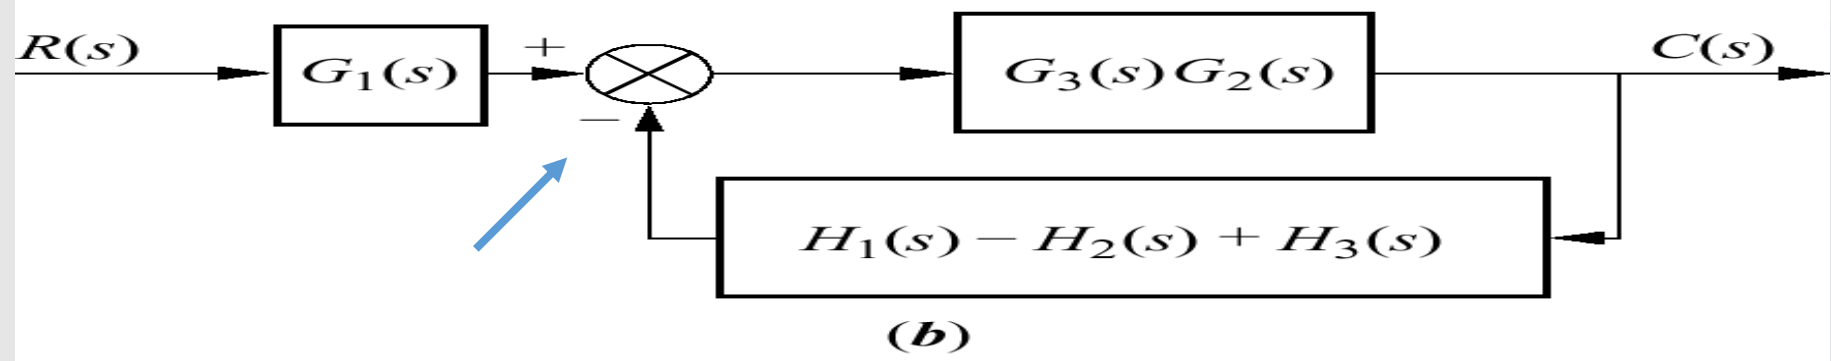 R(s)
G₁(s)
+
G₃(s)G₂(s)
C(s)
−
H₁(s) − H₂(s) + H₃(s)
(b)